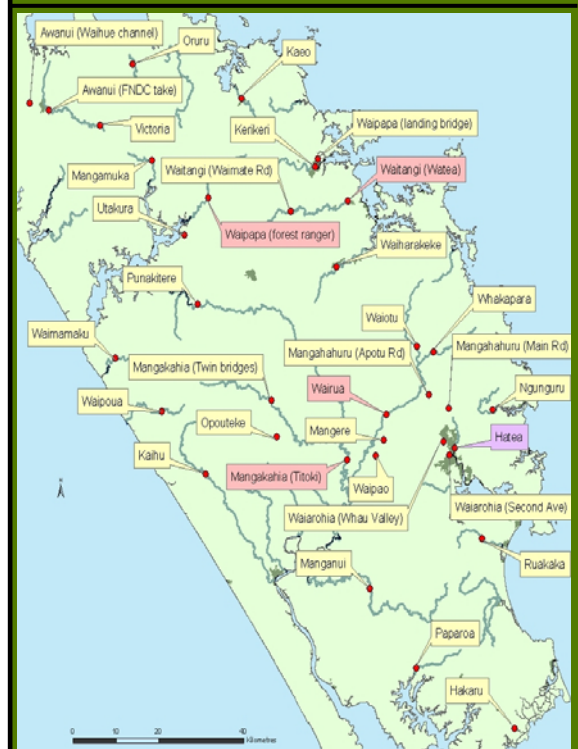 Awanui (Waihue channel)
Oruru
Kaeo
Awanui (FNDC take)
Victoria
Kerikeri
Waipapa (landing bridge)
Mangamuka
Waitangi (Waimate Rd)
Waitangi (Watea)
Utakura
Waipapa (forest ranger)
Waiharakeke
Punakitere
Waiotu
Whakapara
Waimamaku
Mangahahuru (Apotu Rd)
Mangahahuru (Main Rd)
Mangakahia (Twin bridges)
Wairua
Ngunguru
Waipoua
Opouteke
Mangere
Hatea
Kaihu
Mangakahia (Titoki)
Waipao
Waiarohia (Whau Valley)
Waiarohia (Second Ave)
Manganui
Ruakaka
Paparoa
Hakaru
0 10 20 40
Kilometres